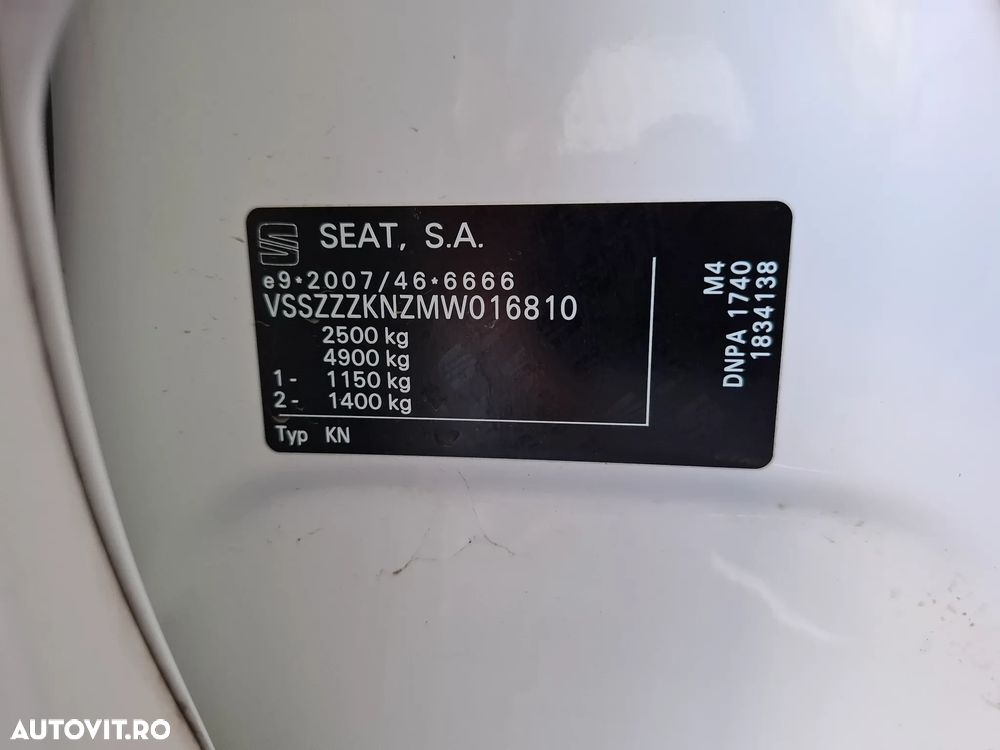 SEAT, S.A.
e9*2007/46*6666
VSSZZZKNZMW016810
2500 kg
4900 kg
1- 1150 kg
2- 1400 kg
Typ KN
M4
DNPA 1740
1834138
AUTOVIT.RO